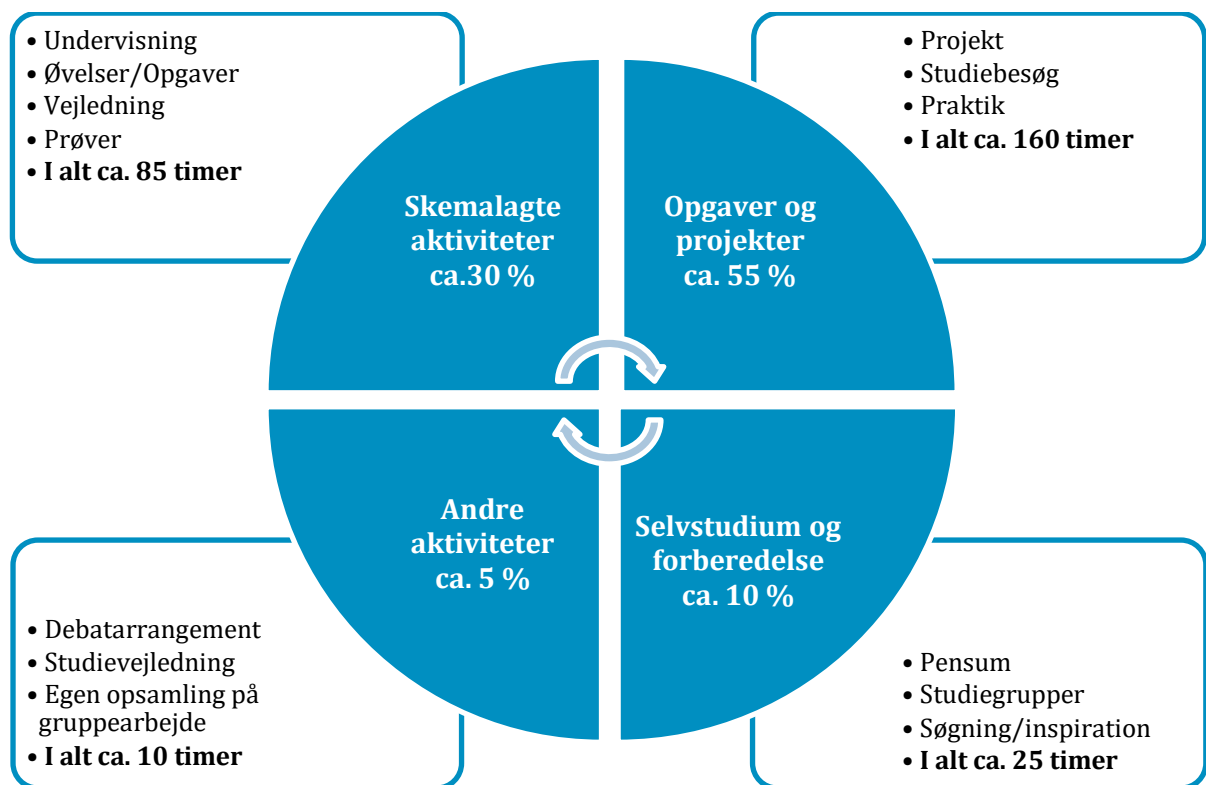 • Undervisning
• Øvelser/Opgaver
• Vejledning
• Prøver
• I alt ca. 85 timer
• Projekt
• Studiebesøg
• Praktik
• I alt ca. 160 timer
Skemalagte
aktiviteter
ca.30 %
Opgaver og
projekter
ca. 55 %
Andre
aktiviteter
ca. 5 %
Selvstudium og
forberedelse
ca. 10 %
• Debatarrangement
• Studievejledning
• Egen opsamling på
gruppearbejde
• I alt ca. 10 timer
• Pensum
• Studiegrupper
• Søgning/inspiration
• I alt ca. 25 timer